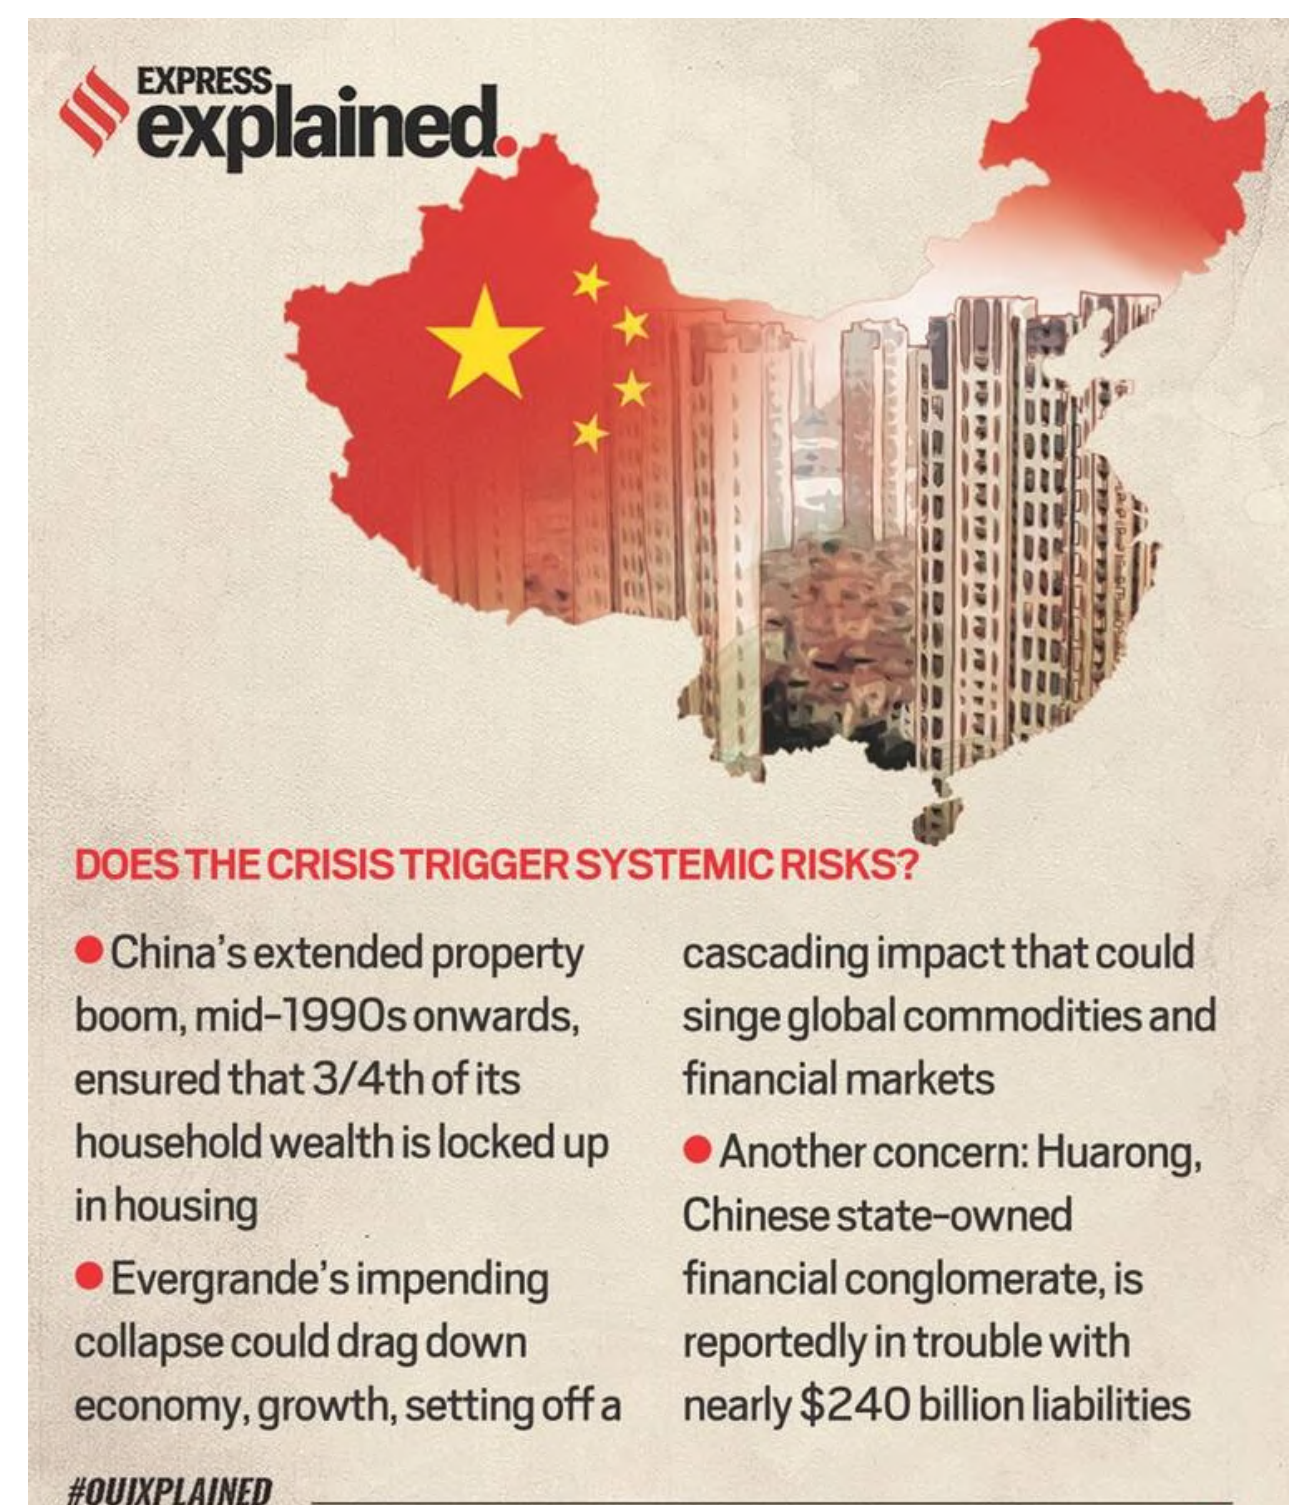 EXPRESS
explained.
DOES THE CRISIS TRIGGER SYSTEMIC RISKS?
● China's extended property
boom, mid-1990s onwards,
ensured that 3/4th of its
household wealth is locked up
in housing
● Evergrande's impending
collapse could drag down
economy, growth, setting off a
cascading impact that could
singe global commodities and
financial markets
● Another concern: Huarong,
Chinese state-owned
financial conglomerate, is
reportedly in trouble with
nearly $240 billion liabilities
#QUIXPLAINED